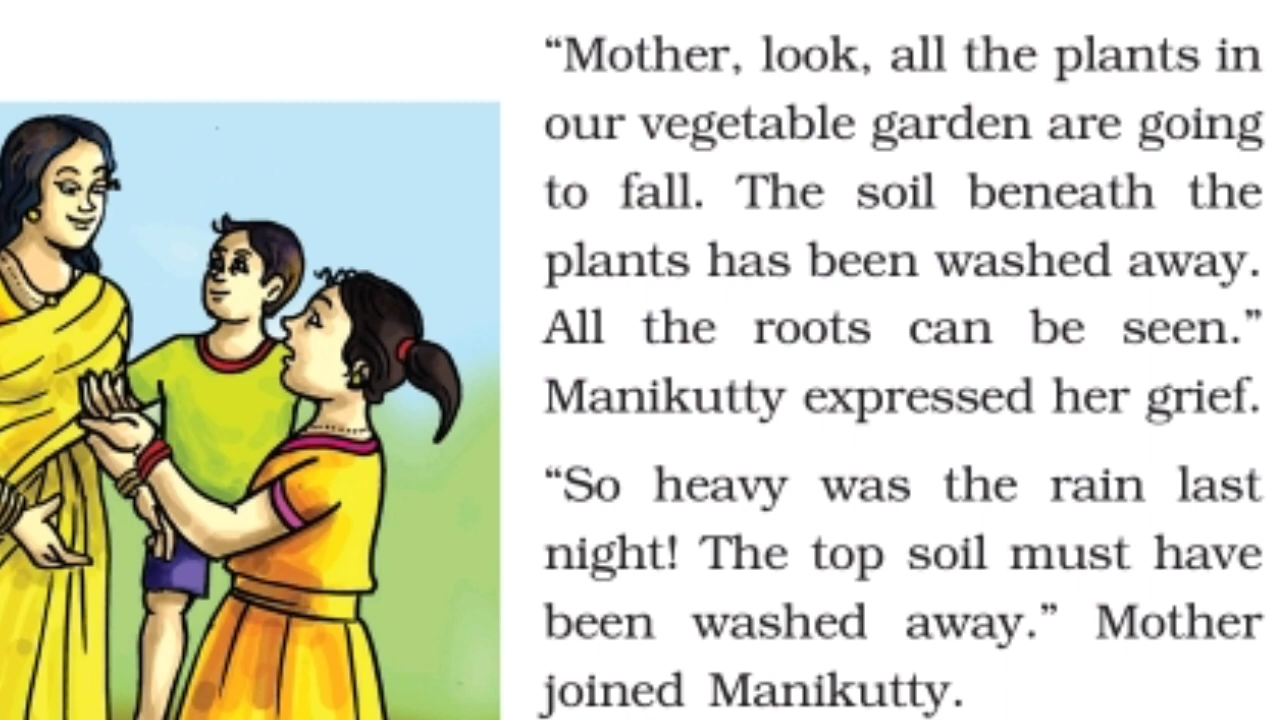 “Mother, look, all the plants in
our vegetable garden are going
to fall. The soil beneath the
plants has been washed away.
All the roots can be seen.”
Manikutty expressed her grief.
“So heavy was the rain last
night! The top soil must have
been washed away.” Mother
joined Manikutty.